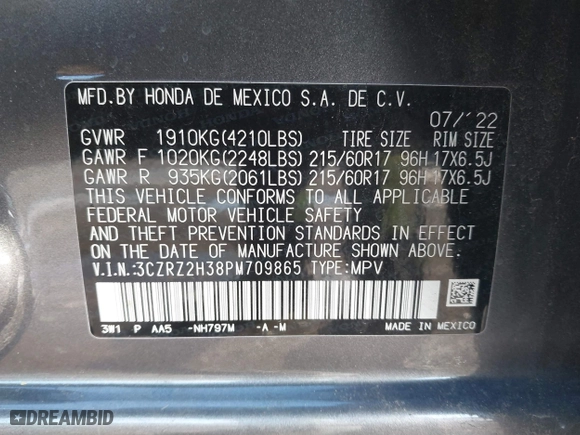 MFD.BY HONDA DE MEXICO S.A. DE C.V.
07/'22
GVWR 1910KG(4210LBS) TIRE SIZE RIM SIZE
GAWR F 1020KG(2248LBS) 215/60R17 96H 17X6.5J
GAWR R 935KG(2061LBS) 215/60R17 96H 17X6.5J
THIS VEHICLE CONFORMS TO ALL APPLICABLE
FEDERAL MOTOR VEHICLE SAFETY
AND THEFT PREVENTION STANDARDS IN EFFECT
ON THE DATE OF MANUFACTURE SHOWN ABOVE.
V.I.N.:3CZRZ2H38PM709865 TYPE:MPV
3W1 P AA5 -NH797M -A -M MADE IN MEXICO
DREAMBID